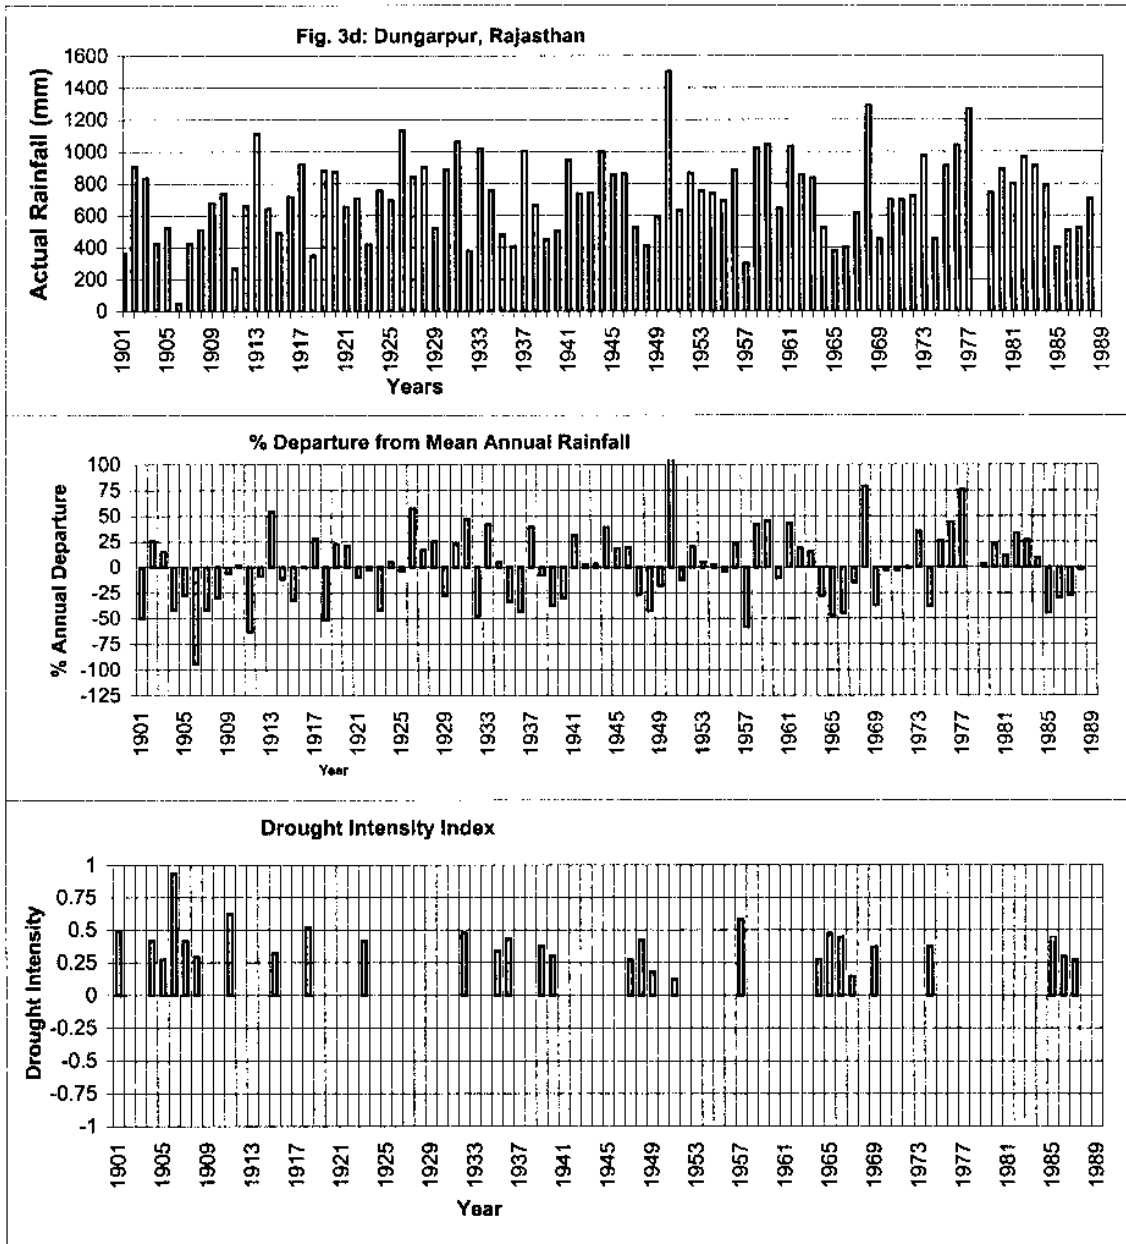 Fig. 3d: Dungarpur, Rajasthan
Actual Rainfall (mm)
1600
1400
1200
1000
800
600
400
200
0
1901 1905 1909 1913 1917 1921 1925 1929 1933 1937 1941 1945 1949 1953 1957 1961 1965 1969 1973 1977 1981 1985 1989
Years
% Departure from Mean Annual Rainfall
% Annual Departure
100
75
50
25
0
-25
-50
-75
-100
-125
1901 1905 1909 1913 1917 1921 1925 1929 1933 1937 1941 1945 1949 1953 1957 1961 1965 1969 1973 1977 1981 1985 1989
Year
Drought Intensity Index
Drought Intensity
1
0.75
0.5
0.25
0
-0.25
-0.5
-0.75
-1
1901 1905 1909 1913 1917 1921 1925 1929 1933 1937 1941 1945 1949 1953 1957 1961 1965 1969 1973 1977 1981 1985 1989
Year